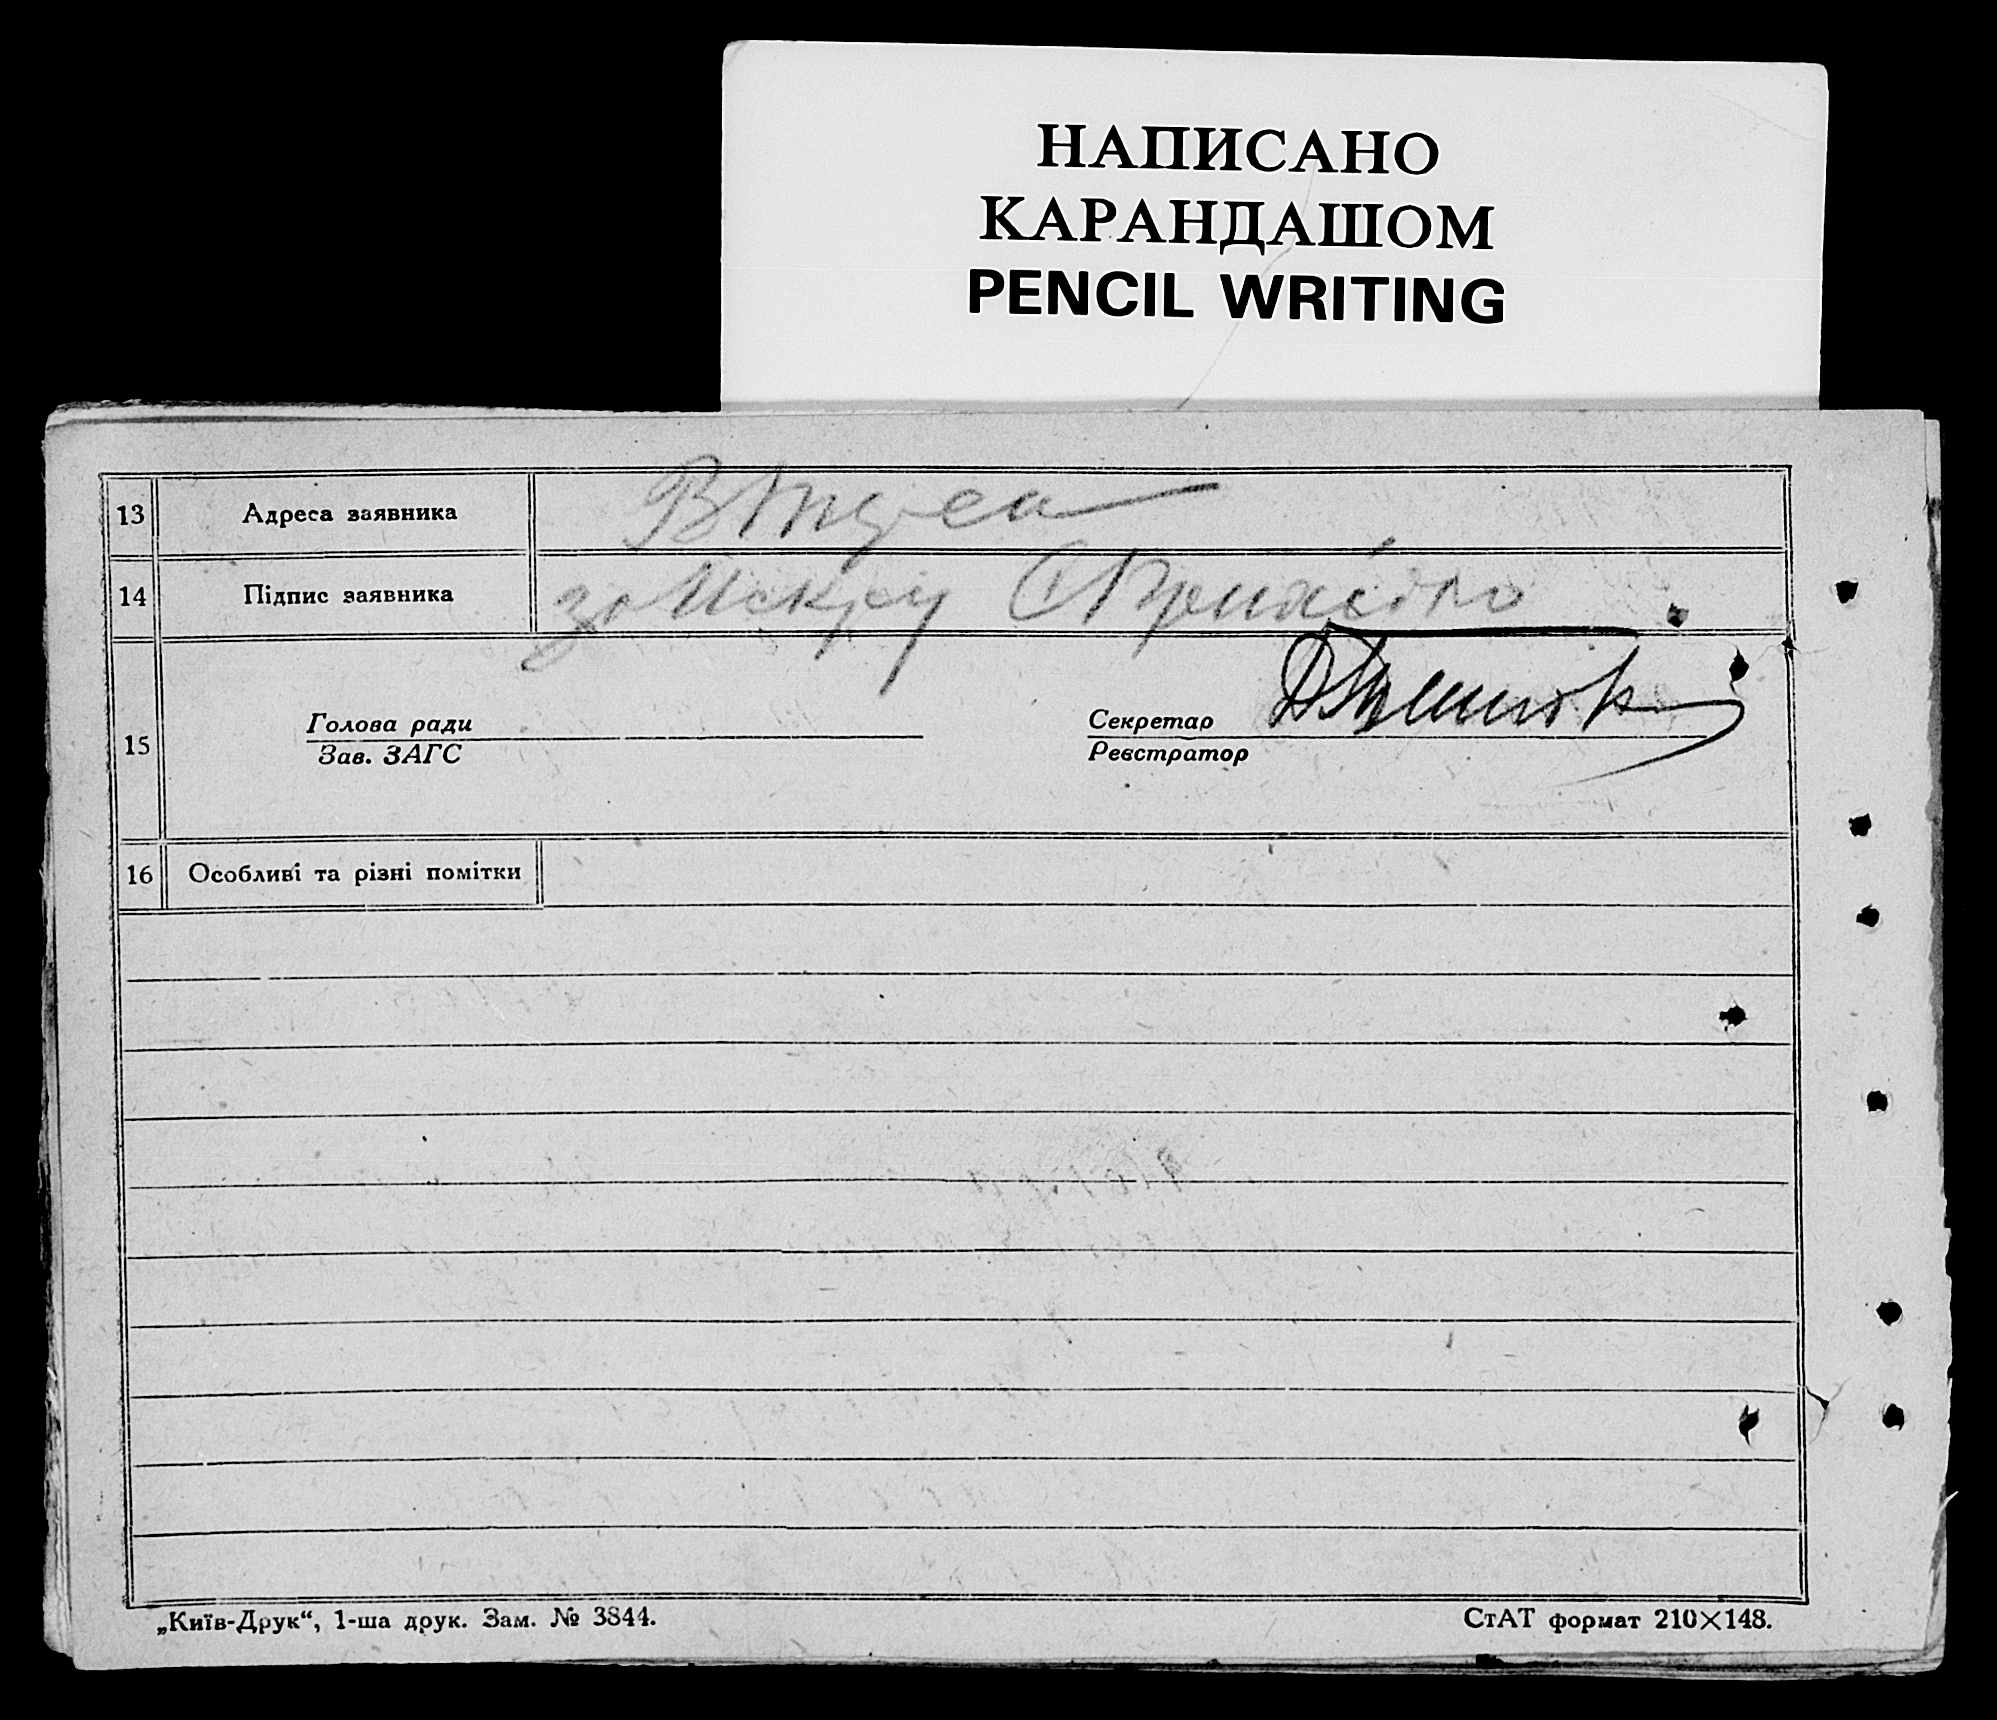 НАПИСАНО
КАРАНДАШОМ
PENCIL WRITING
13 Адреса заявника
14 Підпис заявника
15 Голова ради Секретар
Зав. ЗАГС Реєстратор
16 Особливі та різні помітки
„Київ-Друк“, 1-ша друк. Зам. № 3844. СтАТ формат 210×148.